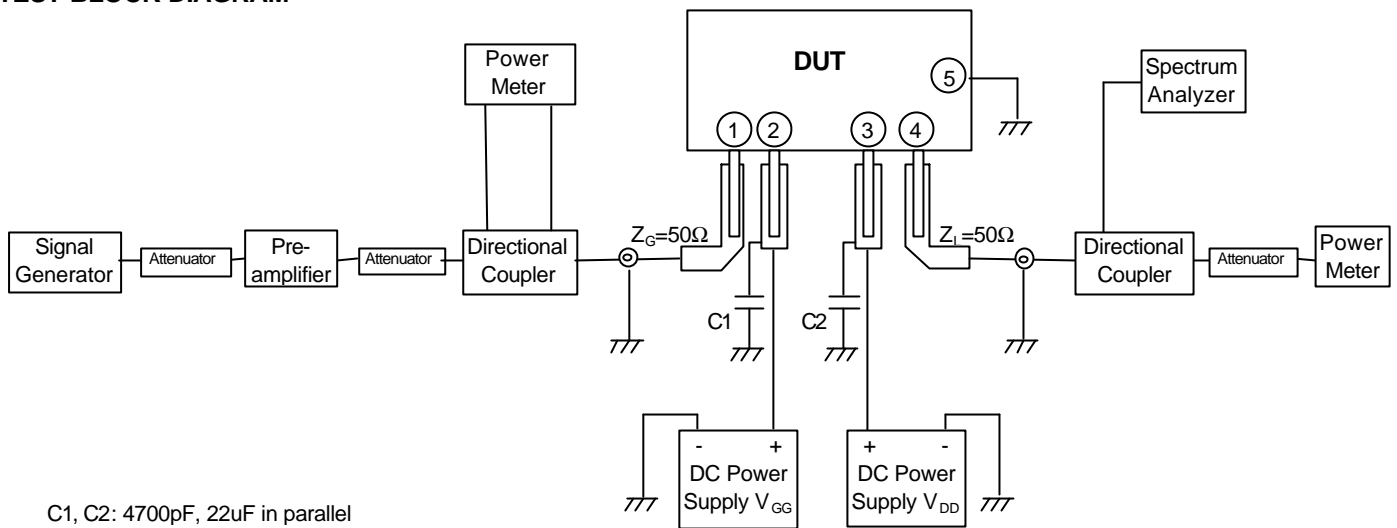 TEST BLOCK DIAGRAM
Power
Meter
DUT
5
Spectrum
Analyzer
1
2
3
4
Signal
Generator
Attenuator
Pre-
amplifier
Attenuator
Directional
Coupler
ZG=50Ω
ZL=50Ω
Directional
Coupler
Attenuator
Power
Meter
C1
C2
- +
DC Power
Supply VGG
+ -
DC Power
Supply VDD
C1, C2: 4700pF, 22uF in parallel